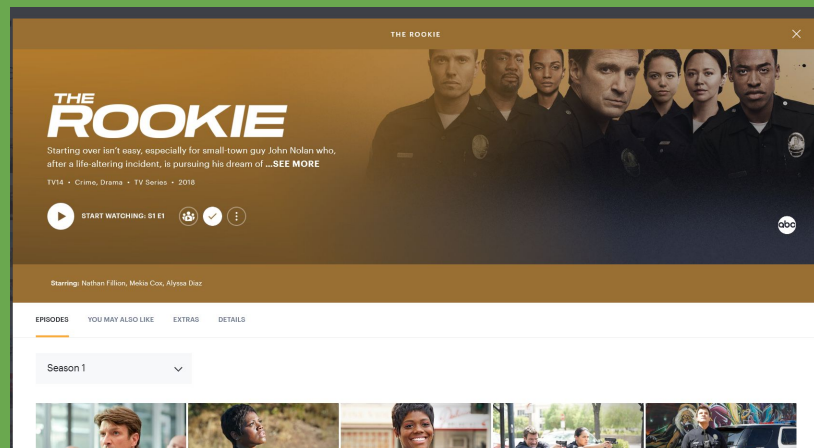 THE ROOKIE
THE
ROOKIE
Starting over isn't easy, especially for small-town guy John Nolan who,
after a life-altering incident, is pursuing his dream of ...SEE MORE
TV14 • Crime, Drama • TV Series • 2018
START WATCHING: S1 E1
abc
Starring: Nathan Fillion, Mekia Cox, Alyssa Diaz
EPISODES YOU MAY ALSO LIKE EXTRAS DETAILS
Season 1